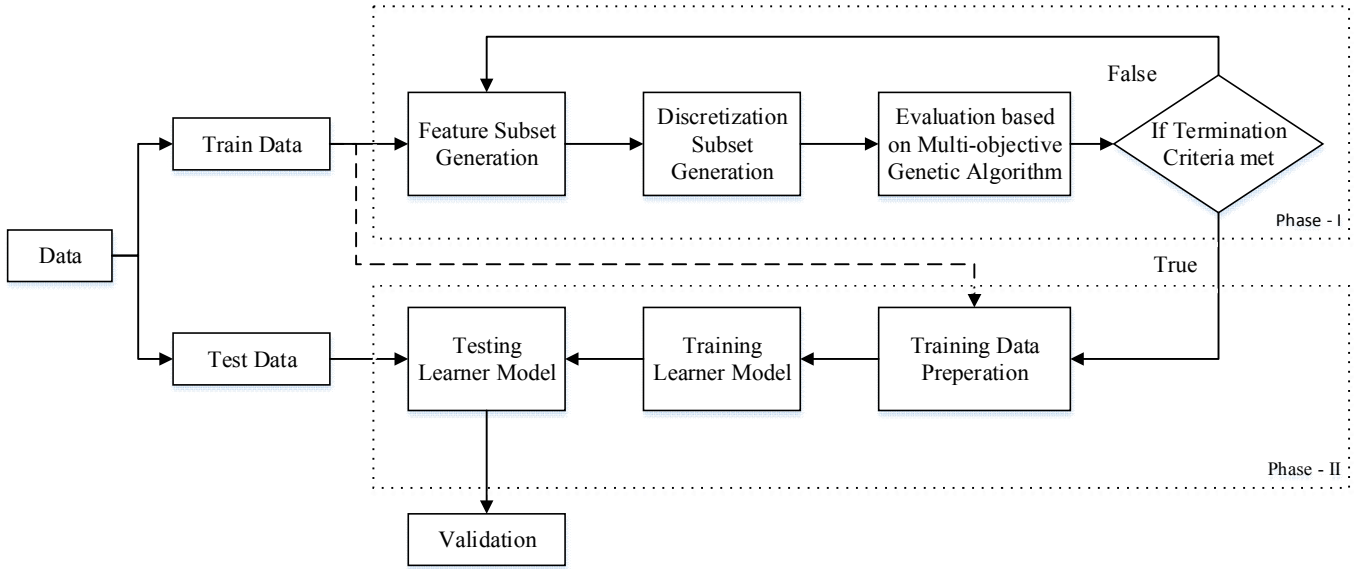 False
Feature Subset
Generation
Discretization
Subset
Generation
Evaluation based
on Multi-objective
Genetic Algorithm
If Termination
Criteria met
Train Data
Phase - I
Data
True
Test Data
Testing
Learner Model
Training
Learner Model
Training Data
Preperation
Phase - II
Validation